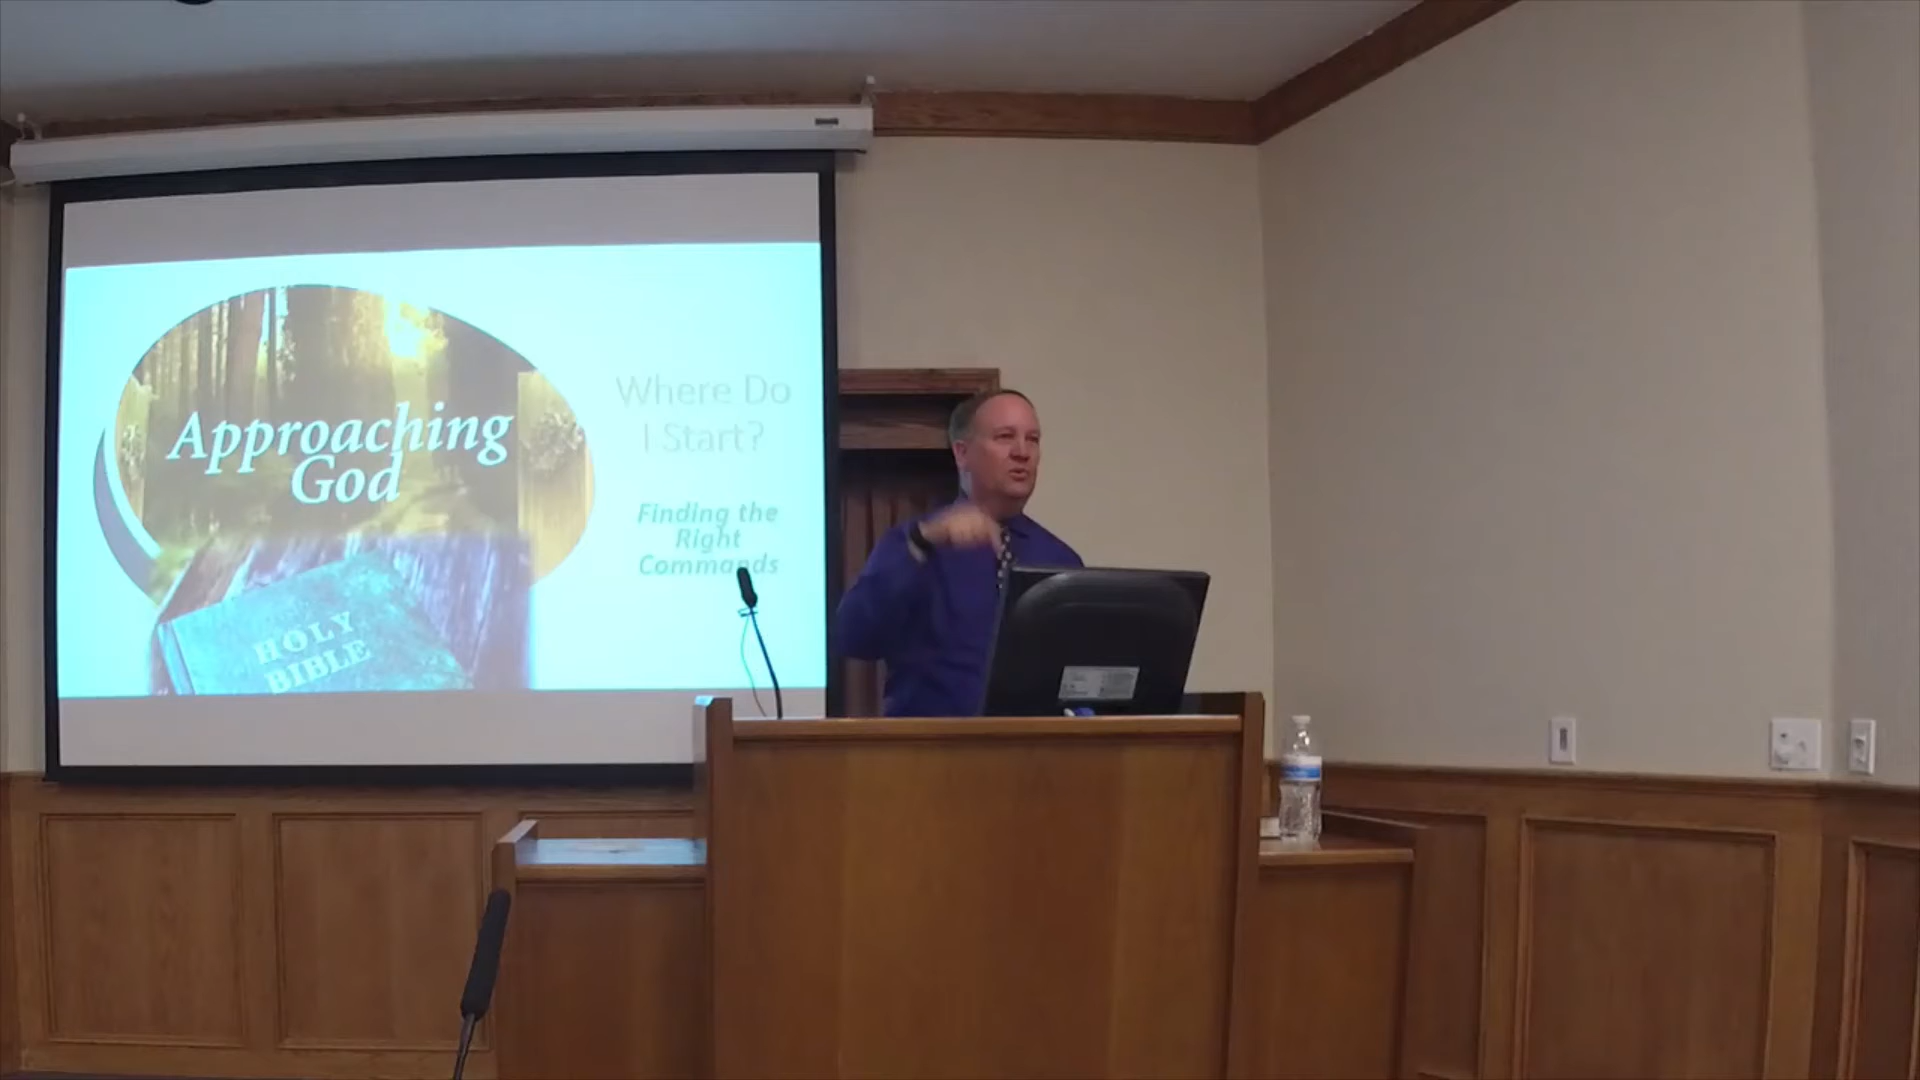 Approaching
God
HOLY
BIBLE
Where Do
I Start?
Finding the
Right
Commands